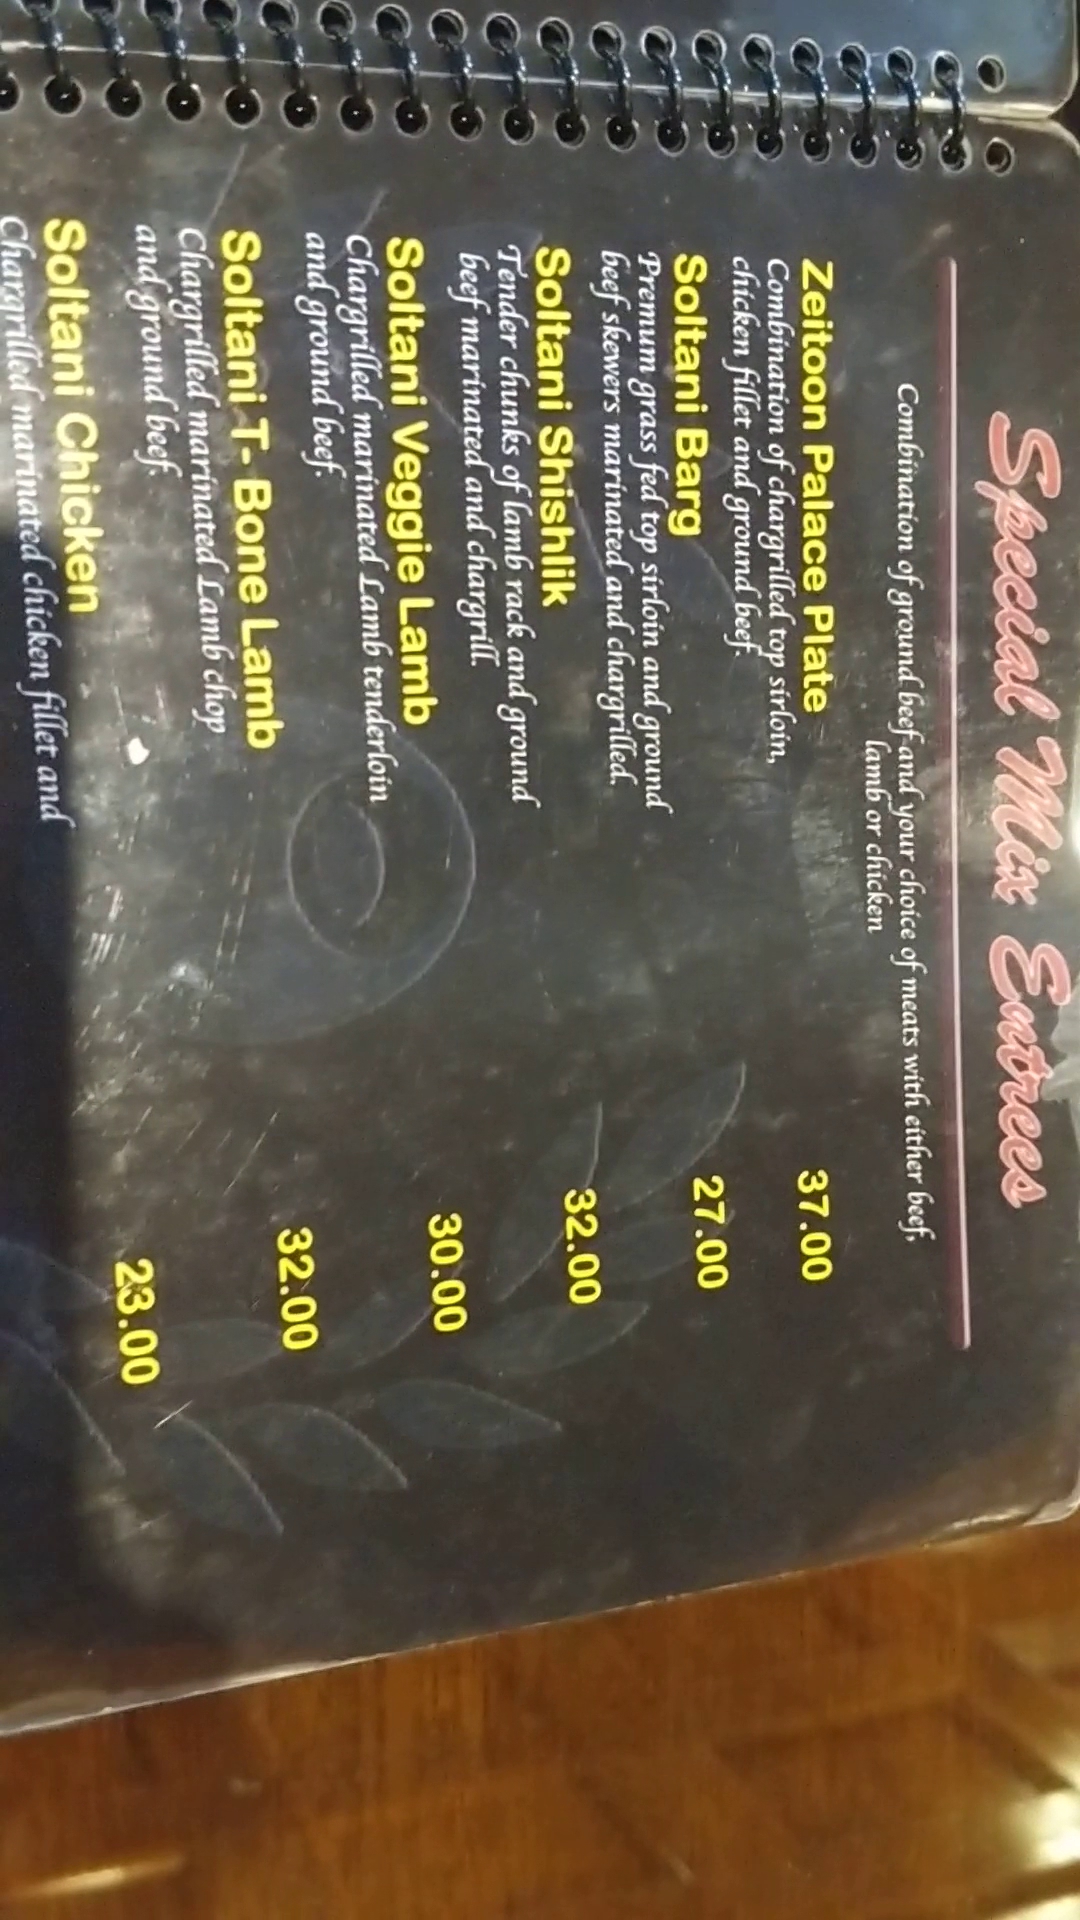 Special Mix Entrees
Combination of ground beef and your choice of meats with either beef,
lamb or chicken
Zeitoon Palace Plate 37.00
Combination of chargrilled top sirloin,
chicken fillet and ground beef.
Soltani Barg 27.00
Premum grass fed top sirloin and ground
beef skewers marinated and chargrilled.
Soltani Shishlik 32.00
Tender chunks of lamb rack and ground
beef marinated and chargrill.
Soltani Veggie Lamb 30.00
Chargrilled marinated Lamb tenderloin
and ground beef.
Soltani T- Bone Lamb 32.00
Chargrilled marinated Lamb chop
and ground beef.
Soltani Chicken 23.00
Chargrilled marinated chicken fillet and